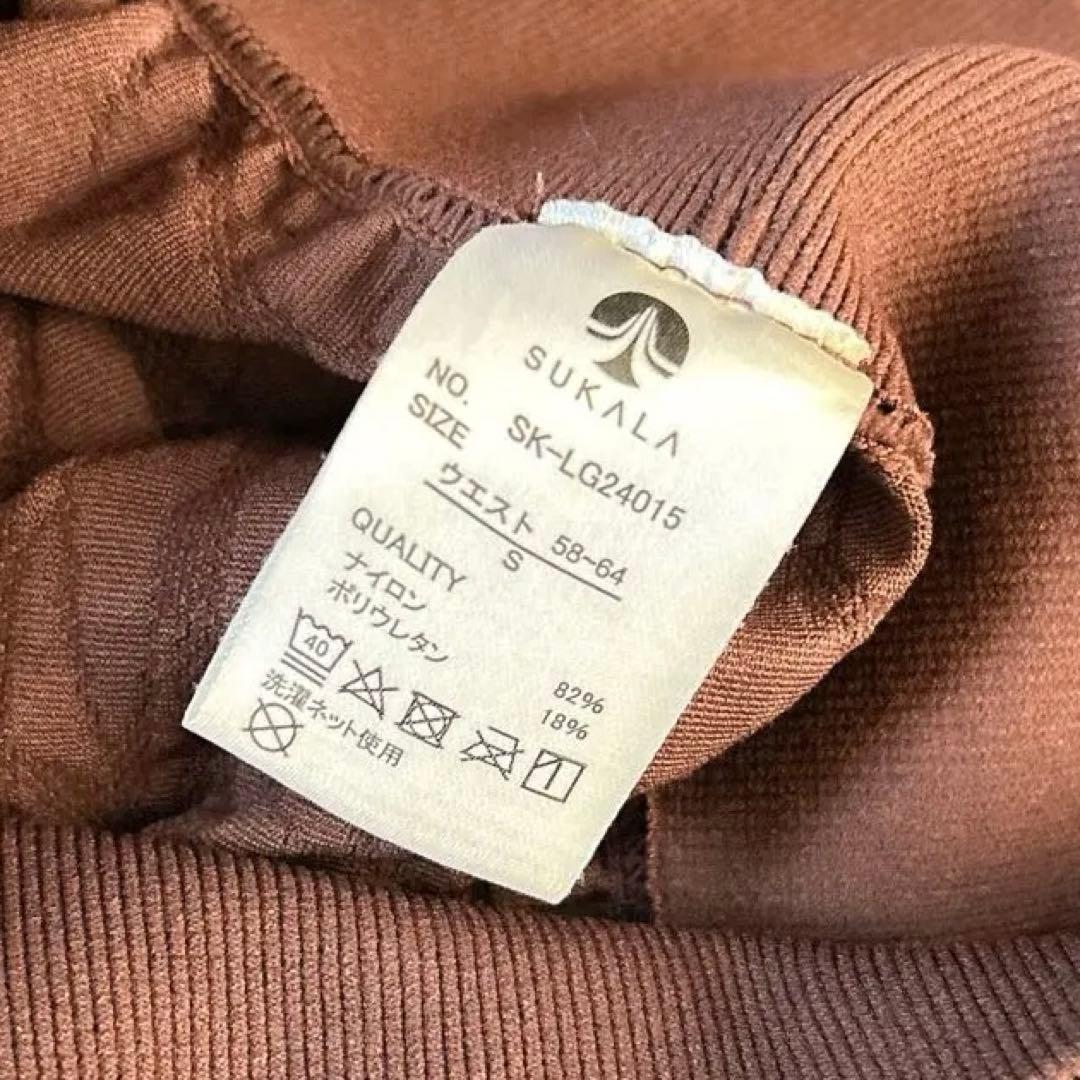 SUKALA
NO. SK-LG24015
SIZE
ウエスト 58-64
S
QUALITY
ナイロン 82%
ポリウレタン 18%
40
洗濯ネット使用